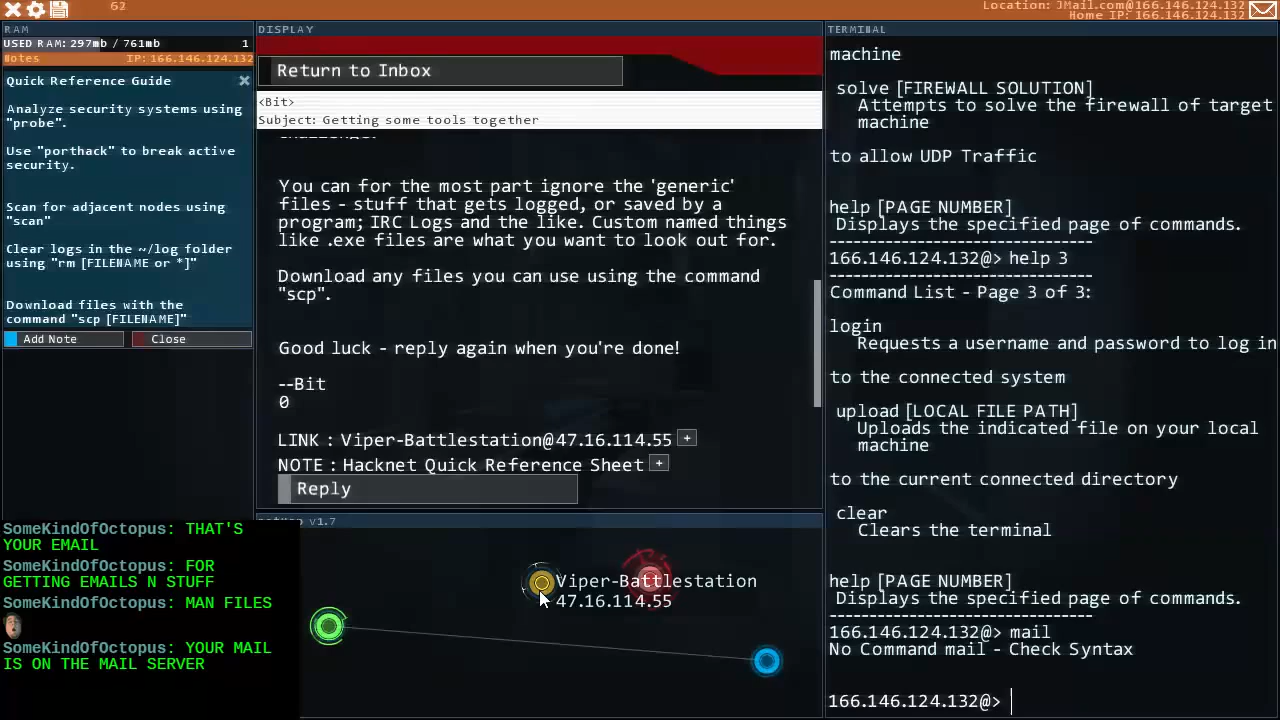 62
Location: JMail.com@166.146.124.132
Home IP: 166.146.124.132
RAM
USED RAM: 297mb / 761mb
1
Notes
IP: 166.146.124.132
Quick Reference Guide
Analyze security systems using
"probe".
Use "porthack" to break active
security.
Scan for adjacent nodes using
"scan"
Clear logs in the ~/log folder
using "rm [FILENAME or *]"
Download files with the
command "scp [FILENAME]"
Add Note
Close
SomeKindOfOctopus: THAT'S
YOUR EMAIL
SomeKindOfOctopus: FOR
GETTING EMAILS N STUFF
SomeKindOfOctopus: MAN FILES
SomeKindOfOctopus: YOUR MAIL
IS ON THE MAIL SERVER
DISPLAY
Return to Inbox
<Bit>
Subject: Getting some tools together
You can for the most part ignore the 'generic'
files - stuff that gets logged, or saved by a
program; IRC Logs and the like. Custom named things
like .exe files are what you want to look out for.
Download any files you can use using the command
"scp".
Good luck - reply again when you're done!
--Bit
0
LINK : Viper-Battlestation@47.16.114.55 +
NOTE : Hacknet Quick Reference Sheet +
Reply
v1.7
Viper-Battlestation
47.16.114.55
TERMINAL
machine
solve [FIREWALL SOLUTION]
Attempts to solve the firewall of target
machine
to allow UDP Traffic
help [PAGE NUMBER]
Displays the specified page of commands.
---------------------------------
166.146.124.132@> help 3
---------------------------------
Command List - Page 3 of 3:
login
Requests a username and password to log in
to the connected system
upload [LOCAL FILE PATH]
Uploads the indicated file on your local
machine
to the current connected directory
clear
Clears the terminal
help [PAGE NUMBER]
Displays the specified page of commands.
---------------------------------
166.146.124.132@> mail
No Command mail - Check Syntax
166.146.124.132@>